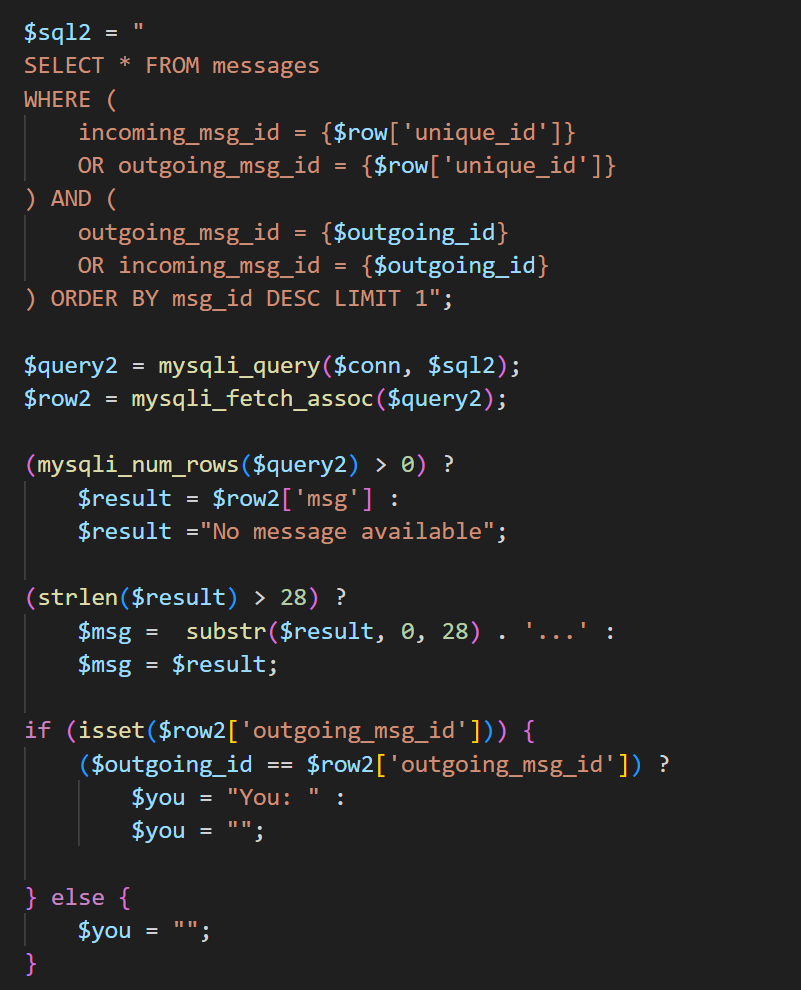 $sql2 = "
SELECT * FROM messages
WHERE (
    incoming_msg_id = {$row['unique_id']}
    OR outgoing_msg_id = {$row['unique_id']}
) AND (
    outgoing_msg_id = {$outgoing_id}
    OR incoming_msg_id = {$outgoing_id}
) ORDER BY msg_id DESC LIMIT 1";

$query2 = mysqli_query($conn, $sql2);
$row2 = mysqli_fetch_assoc($query2);

(mysqli_num_rows($query2) > 0) ?
    $result = $row2['msg'] :
    $result ="No message available";

(strlen($result) > 28) ?
    $msg =  substr($result, 0, 28) . '...' :
    $msg = $result;

if (isset($row2['outgoing_msg_id'])) {
    ($outgoing_id == $row2['outgoing_msg_id']) ?
        $you = "You: " :
        $you = "";

} else {
    $you = "";
}